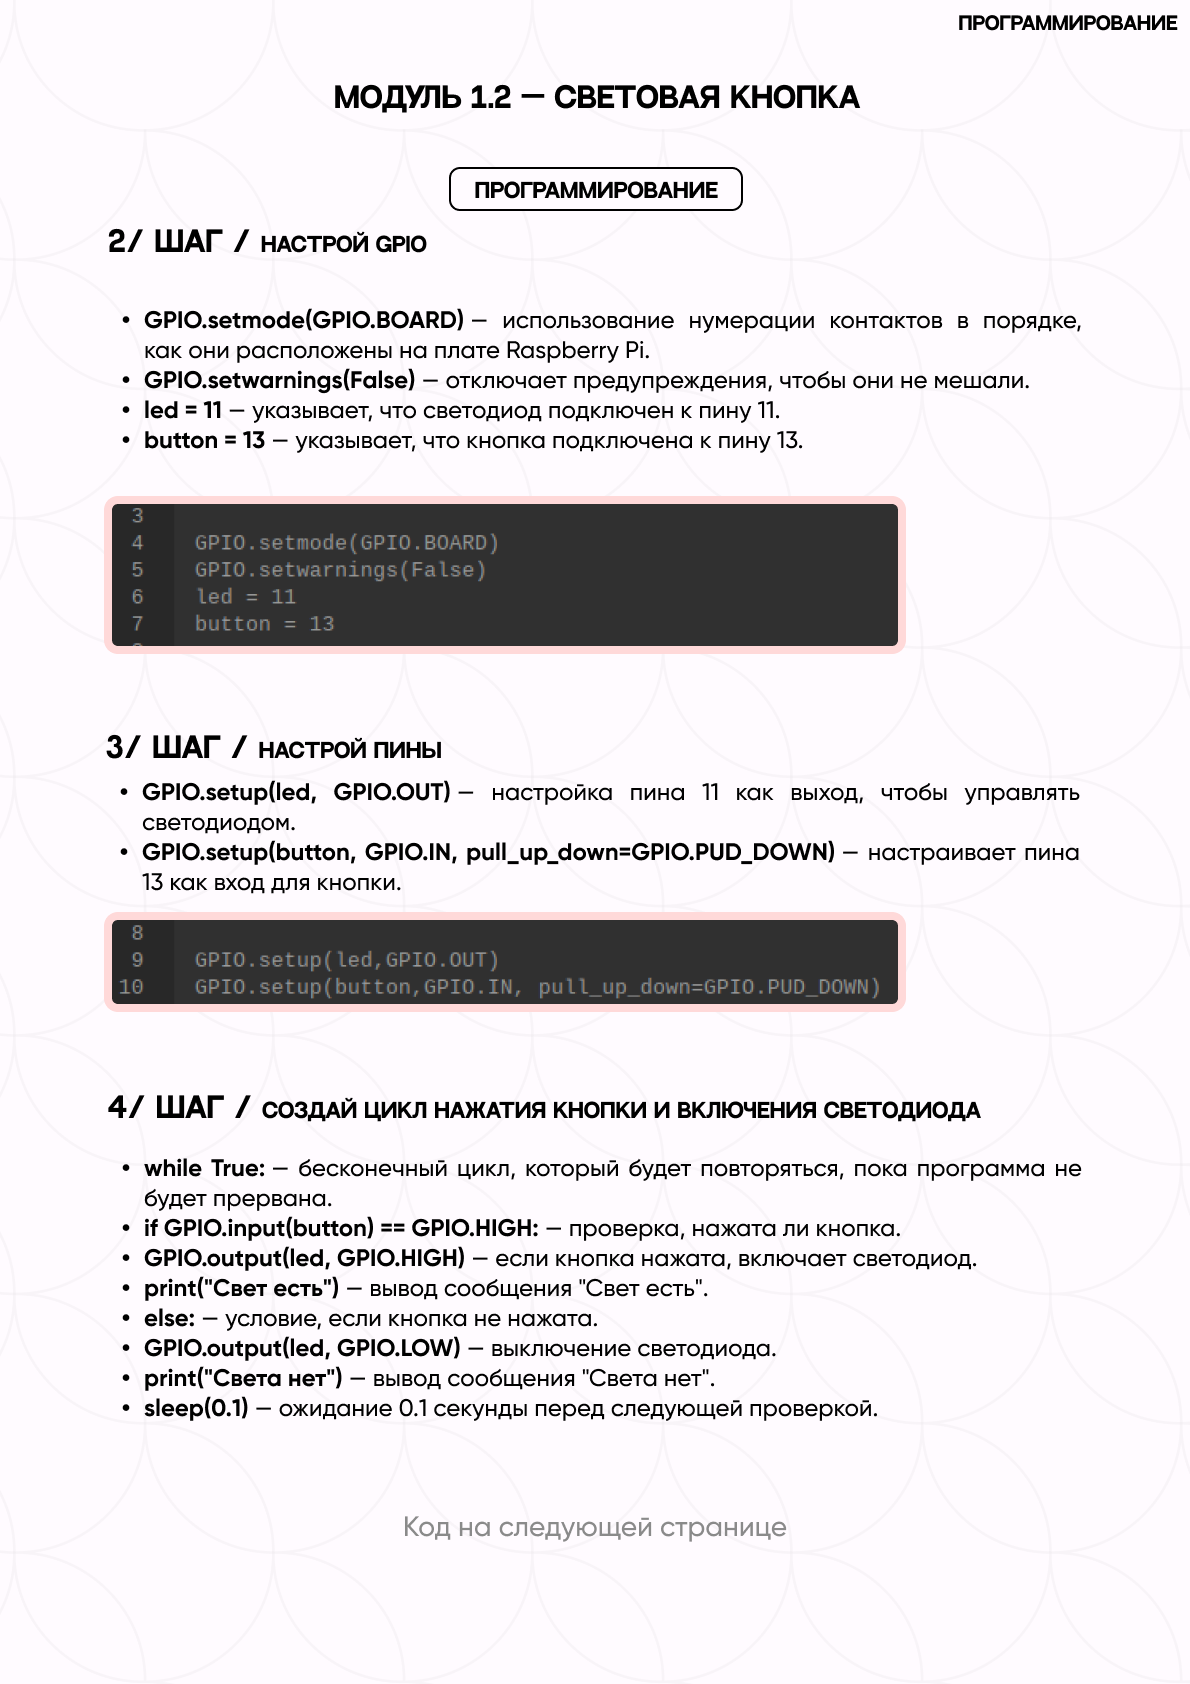 ПРОГРАММИРОВАНИЕ
МОДУЛЬ 1.2 — СВЕТОВАЯ КНОПКА
ПРОГРАММИРОВАНИЕ
2/ ШАГ / НАСТРОЙ GPIO
• GPIO.setmode(GPIO.BOARD) — использование нумерации контактов в порядке,
как они расположены на плате Raspberry Pi.
• GPIO.setwarnings(False) — отключает предупреждения, чтобы они не мешали.
• led = 11 — указывает, что светодиод подключен к пину 11.
• button = 13 — указывает, что кнопка подключена к пину 13.
3
4 GPIO.setmode(GPIO.BOARD)
5 GPIO.setwarnings(False)
6 led = 11
7 button = 13
3/ ШАГ / НАСТРОЙ ПИНЫ
• GPIO.setup(led, GPIO.OUT) — настройка пина 11 как выход, чтобы управлять
светодиодом.
• GPIO.setup(button, GPIO.IN, pull_up_down=GPIO.PUD_DOWN) — настраивает пина
13 как вход для кнопки.
8
9 GPIO.setup(led,GPIO.OUT)
10 GPIO.setup(button,GPIO.IN, pull_up_down=GPIO.PUD_DOWN)
4/ ШАГ / СОЗДАЙ ЦИКЛ НАЖАТИЯ КНОПКИ И ВКЛЮЧЕНИЯ СВЕТОДИОДА
• while True: — бесконечный цикл, который будет повторяться, пока программа не
будет прервана.
• if GPIO.input(button) == GPIO.HIGH: — проверка, нажата ли кнопка.
• GPIO.output(led, GPIO.HIGH) — если кнопка нажата, включает светодиод.
• print("Свет есть") — вывод сообщения "Свет есть".
• else: — условие, если кнопка не нажата.
• GPIO.output(led, GPIO.LOW) — выключение светодиода.
• print("Света нет") — вывод сообщения "Света нет".
• sleep(0.1) — ожидание 0.1 секунды перед следующей проверкой.
Код на следующей странице